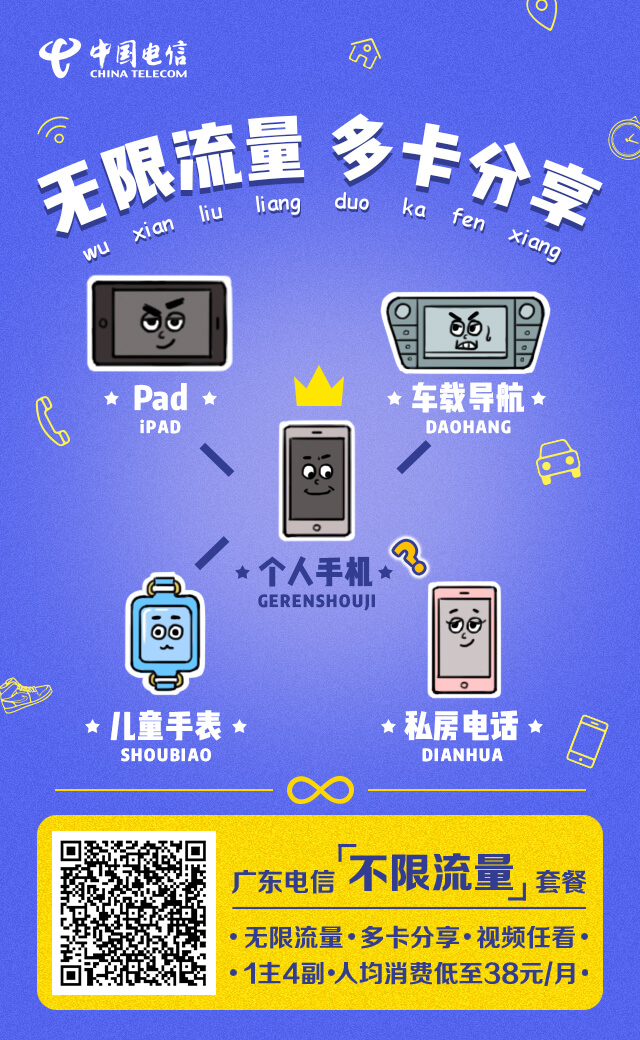 中国电信
CHINA TELECOM
无限流量 多卡分享
wu xian liu liang duo ka fen xiang
Pad
iPAD
车载导航
DAOHANG
个人手机
GERENSHOUJI
?
儿童手表
SHOUBIAO
私房电话
DIANHUA
广东电信「不限流量」套餐
·无限流量·多卡分享·视频任看·
·1主4副·人均消费低至38元/月·